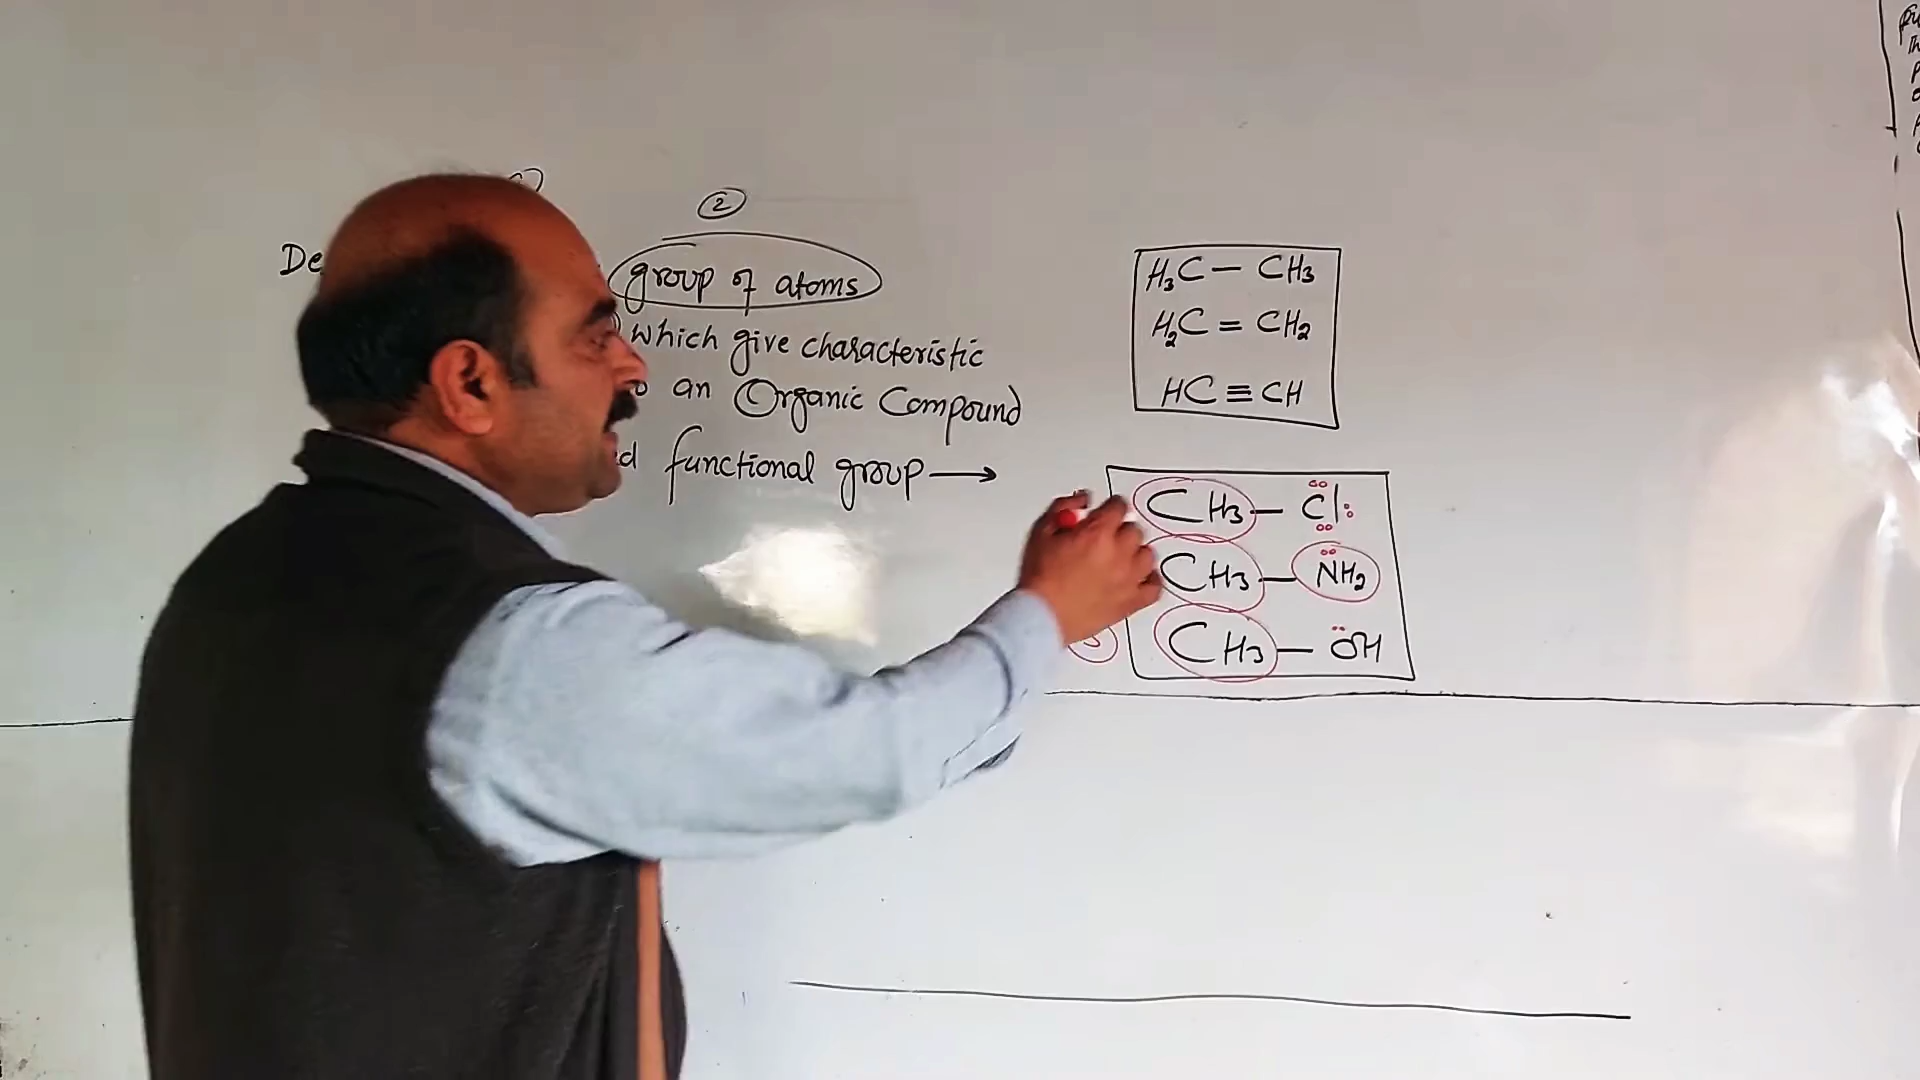 ②
De
group of atoms
which give characteristic
an Organic Compound
functional group →
H₃C — CH₃
H₂C = CH₂
HC ≡ CH
CH₃ — Cl
CH₃ — NH₂
CH₃ — OH